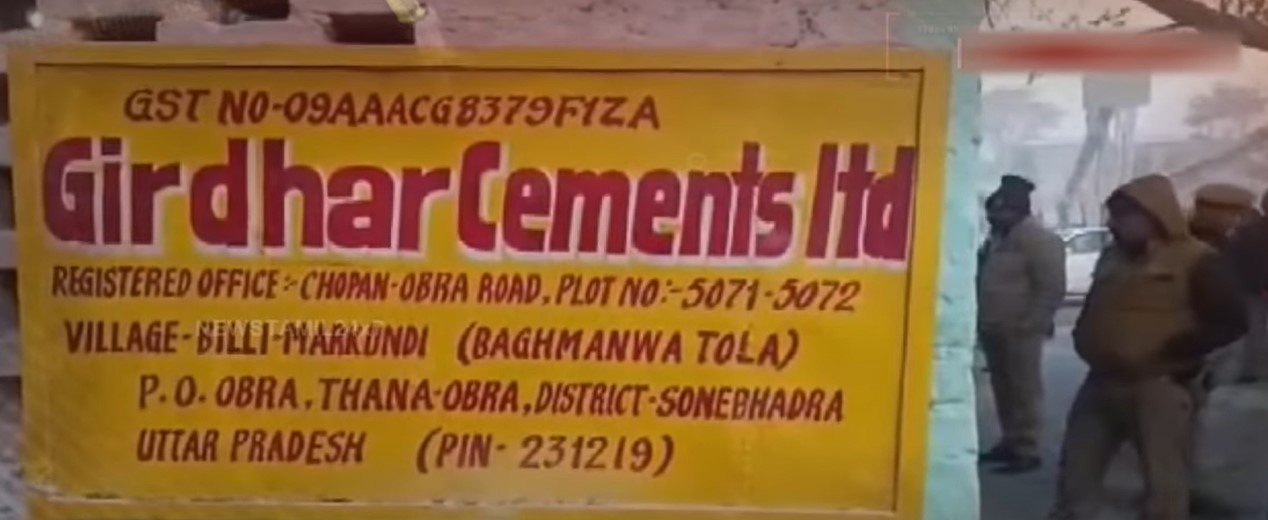 GST NO-09AAACG8379F1ZA
Girdhar Cements ltd
REGISTERED OFFICE:-CHOPAN-OBRA ROAD, PLOT NO:-5071-5072
VILLAGE-BILLI-MARKUNDI (BAGHMANWA TOLA)
NEWSTAMIL24X7
P.O. OBRA, THANA-OBRA, DISTRICT-SONEBHADRA
UTTAR PRADESH (PIN-231219)